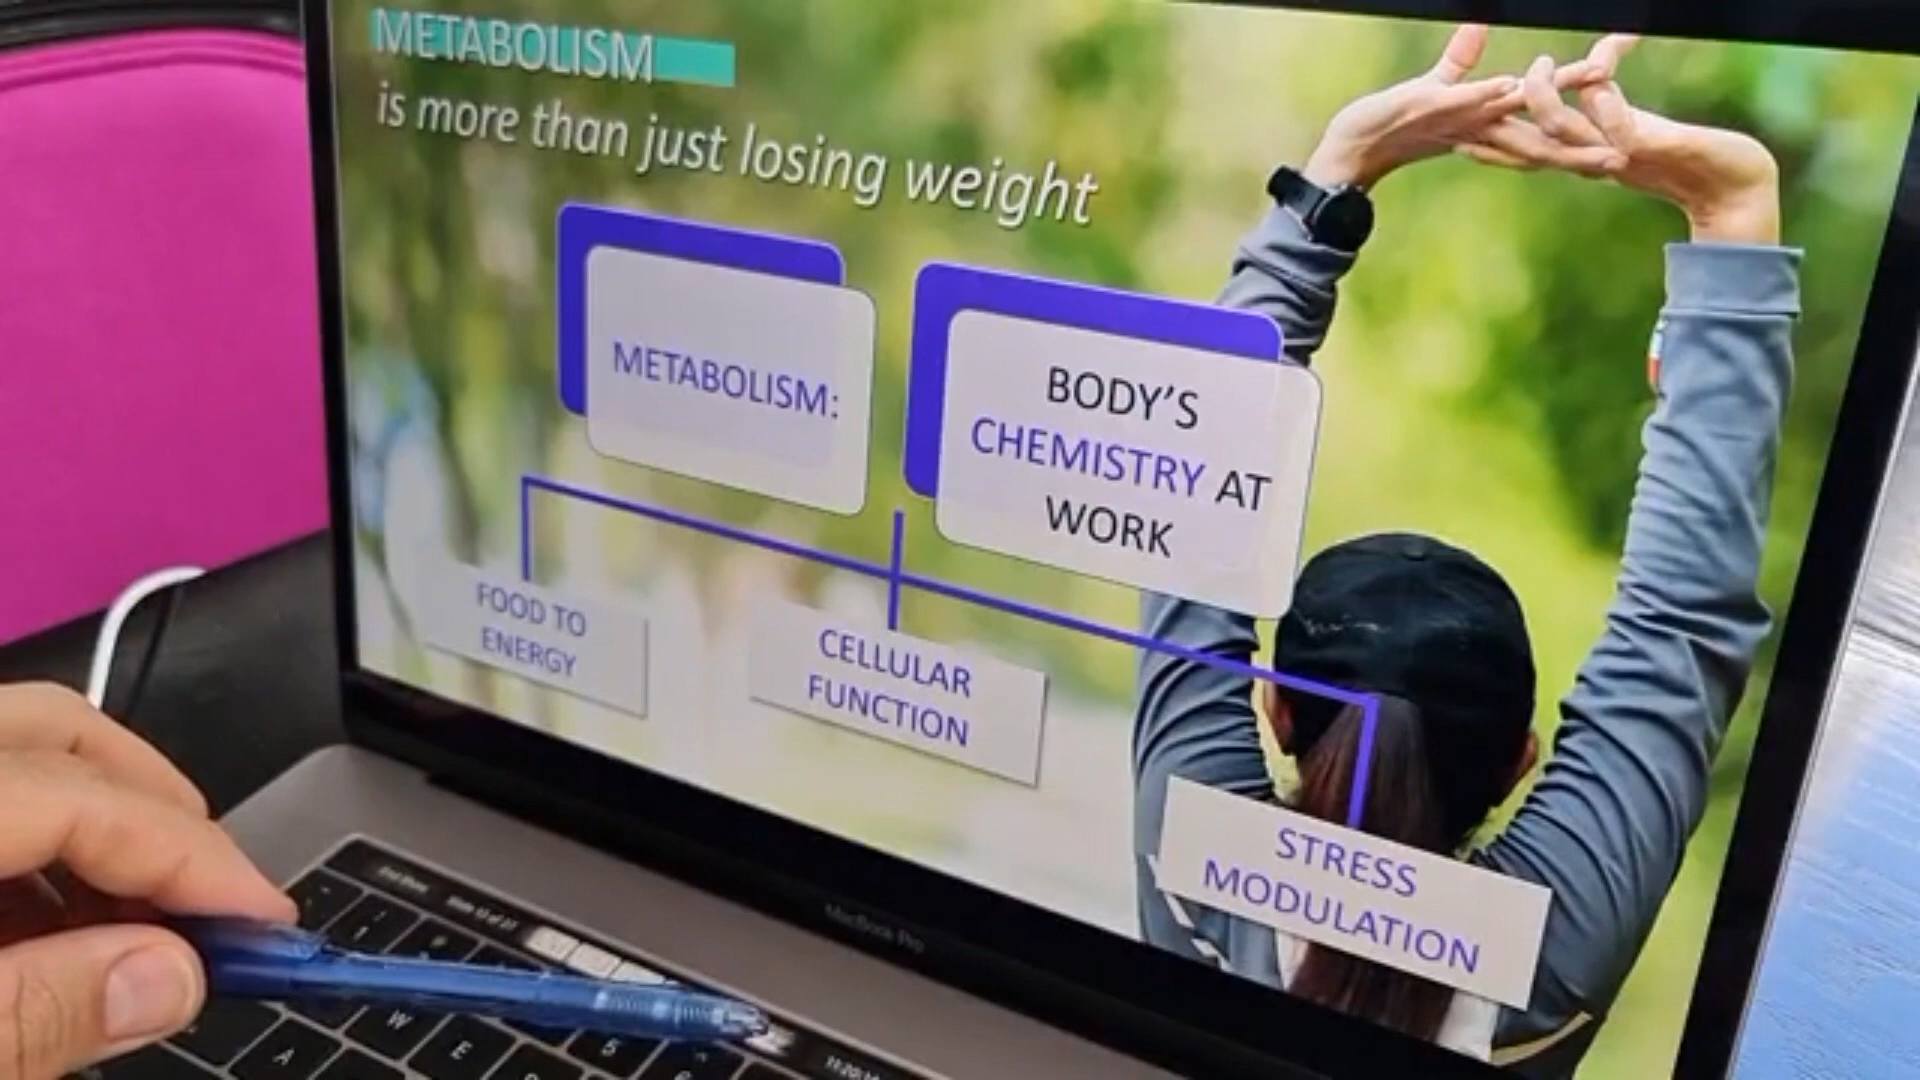 METABOLISM
is more than just losing weight
METABOLISM:
BODY'S
CHEMISTRY AT
WORK
FOOD TO
ENERGY
CELLULAR
FUNCTION
STRESS
MODULATION
MacBook Pro
W
E
A
5